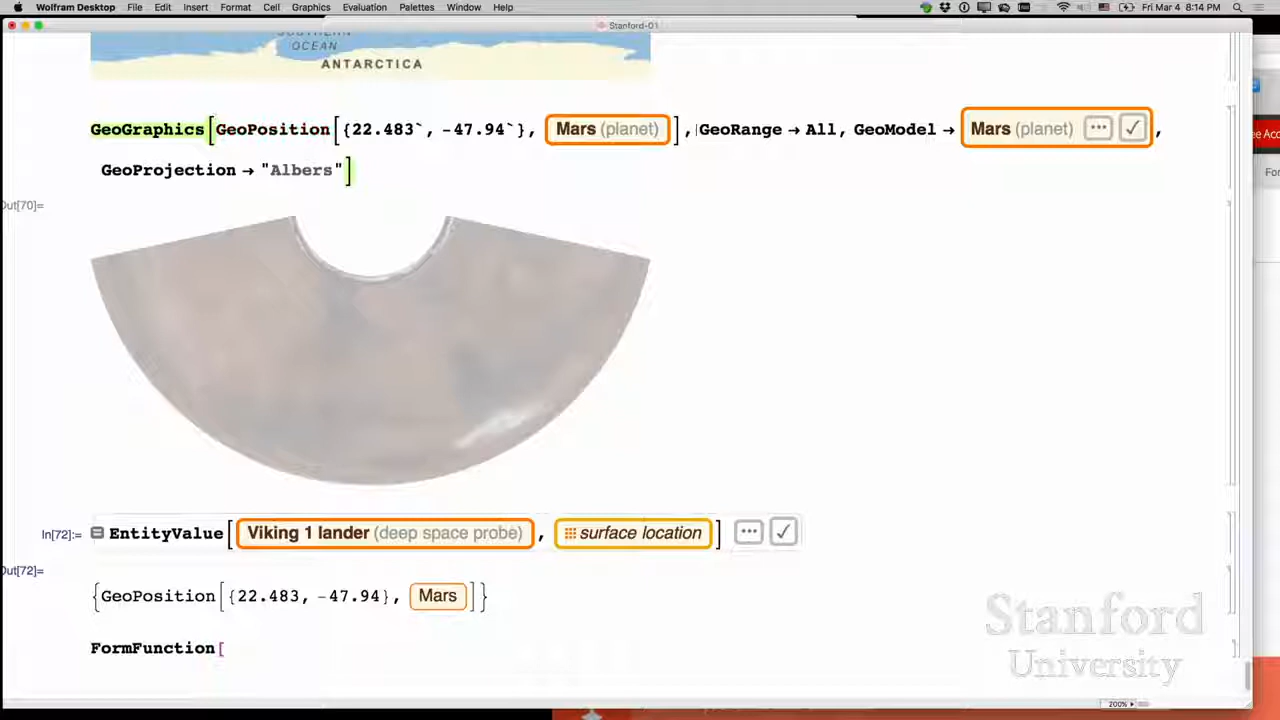 Wolfram Desktop File Edit Insert Format Cell Graphics Evaluation Palettes Window Help Fri Mar 4 8:14 PM
Stanford-01
SOUTHERN
OCEAN
ANTARCTICA
GeoGraphics[GeoPosition[{22.483`, -47.94`}, Mars (planet)], GeoRange → All, GeoModel → Mars (planet) ··· ✓,
GeoProjection → "Albers"]
Out[70]=
In[72]:= EntityValue[Viking 1 lander (deep space probe), surface location] ··· ✓
Out[72]=
{GeoPosition[{22.483, -47.94}, Mars]}
FormFunction[
Stanford
University
200%